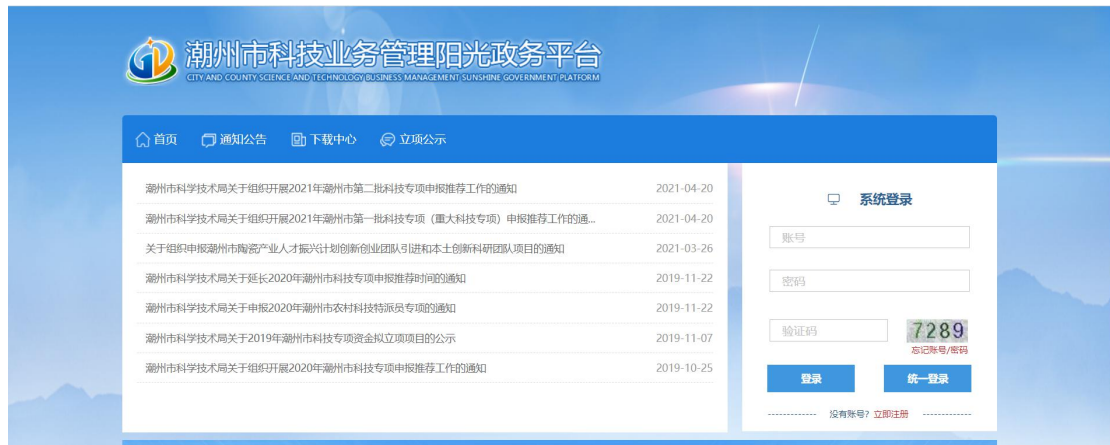 潮州市科技业务管理阳光政务平台
CITY AND COUNTY SCIENCE AND TECHNOLOGY BUSINESS MANAGEMENT SUNSHINE GOVERNMENT PLATFORM
首页 通知公告 下载中心 立项公示
潮州市科学技术局关于组织开展2021年潮州市第二批科技专项申报推荐工作的通知 2021-04-20
潮州市科学技术局关于组织开展2021年潮州市第一批科技专项（重大科技专项）申报推荐工作的通... 2021-04-20
关于组织申报潮州市陶瓷产业人才振兴计划创新创业团队引进和本土创新科研团队项目的通知 2021-03-26
潮州市科学技术局关于延长2020年潮州市科技专项申报推荐时间的通知 2019-11-22
潮州市科学技术局关于申报2020年潮州市农村科技特派员专项的通知 2019-11-22
潮州市科学技术局关于2019年潮州市科技专项资金拟立项项目的公示 2019-11-07
潮州市科学技术局关于组织开展2020年潮州市科技专项申报推荐工作的通知 2019-10-25
系统登录
账号
密码
验证码 7289
忘记账号/密码
登录 统一登录
没有账号? 立即注册